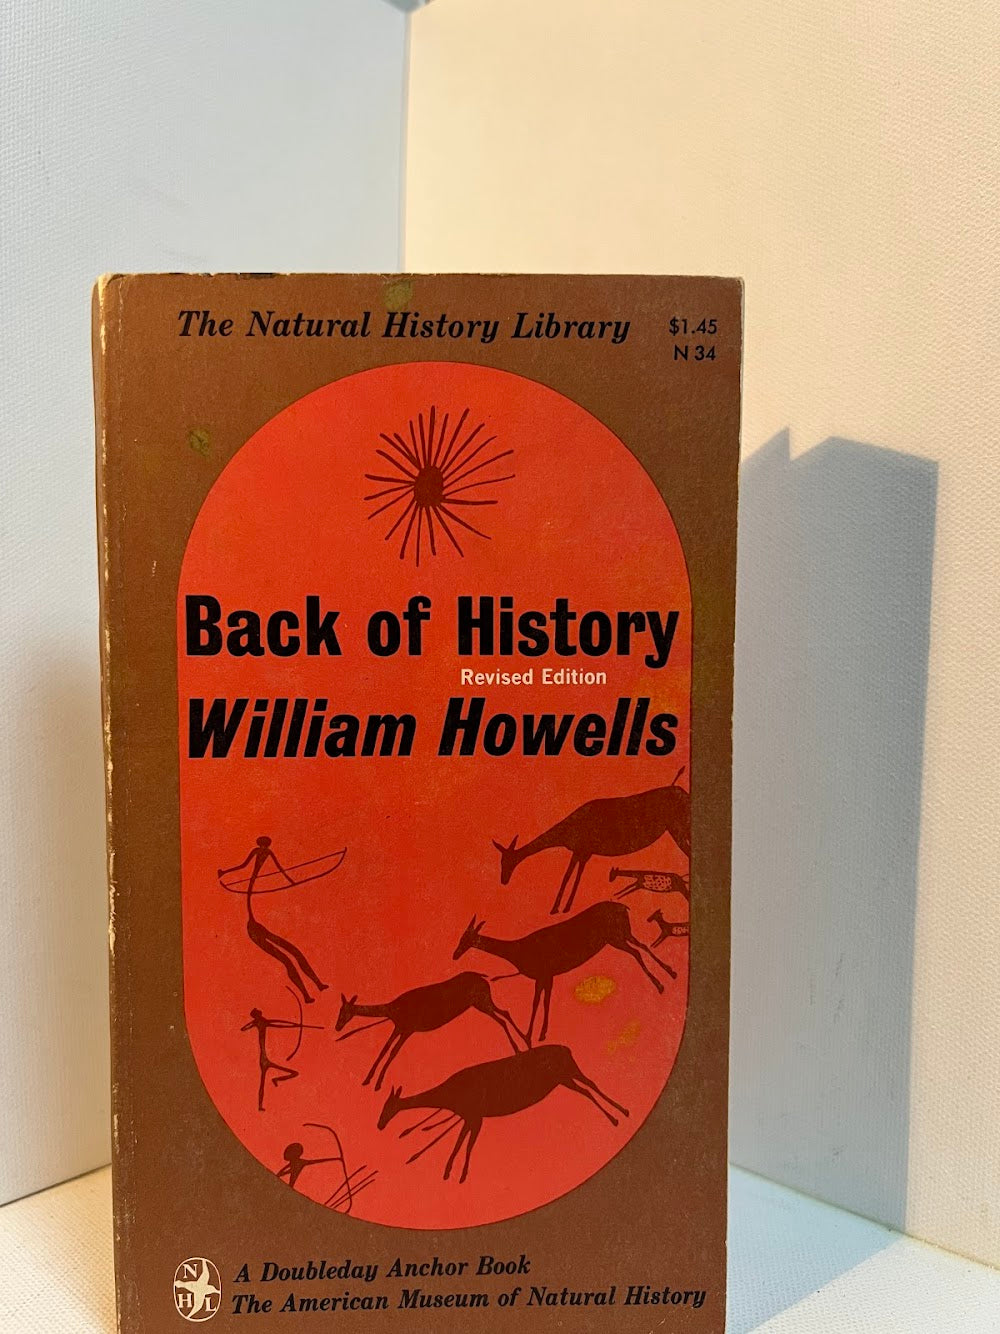 The Natural History Library
$1.45
N 34
Back of History
Revised Edition
William Howells
N
H L
A Doubleday Anchor Book
The American Museum of Natural History